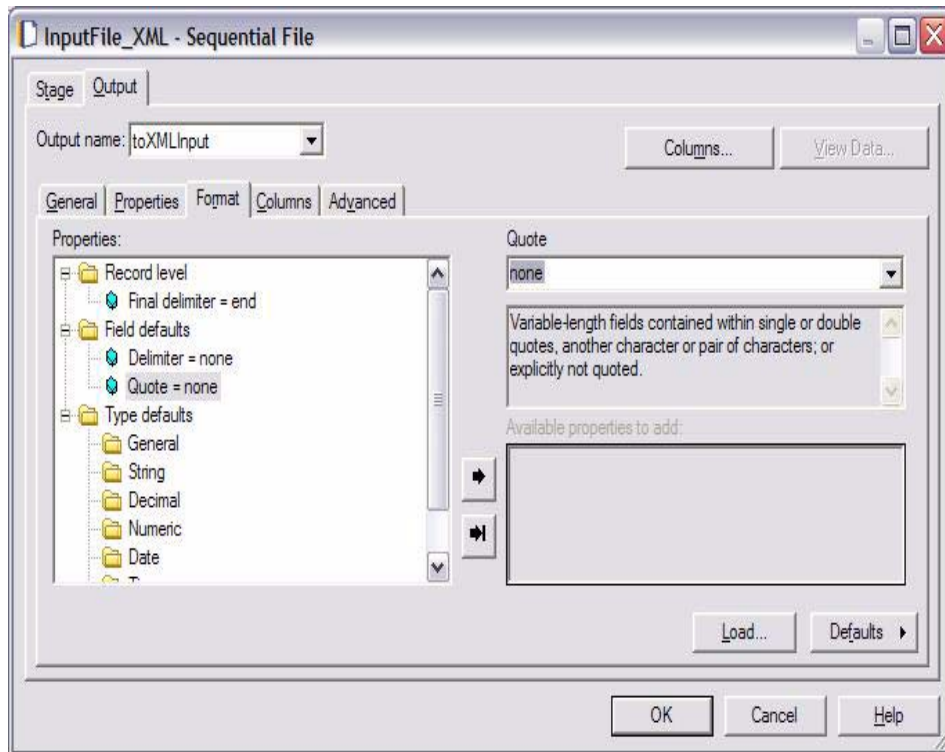 InputFile_XML - Sequential File
Stage Output
Output name: toXMLInput
Columns... View Data...
General Properties Format Columns Advanced
Properties:
Record level
Final delimiter = end
Field defaults
Delimiter = none
Quote = none
Type defaults
General
String
Decimal
Numeric
Date
Quote
none
Variable-length fields contained within single or double
quotes, another character or pair of characters; or
explicitly not quoted.
Available properties to add:
Load... Defaults
OK Cancel Help